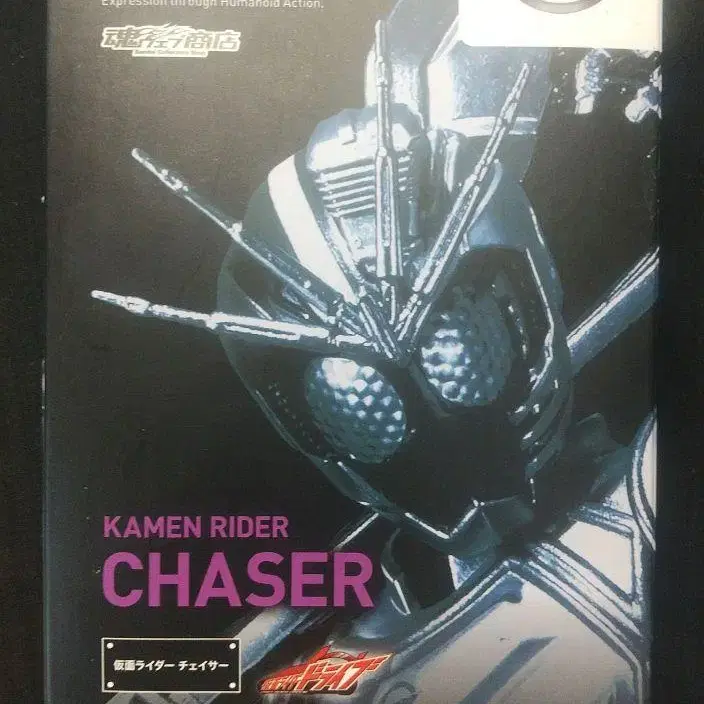 Expression through Humanoid Action.
魂ウェブ商店
KAMEN RIDER
CHASER
仮面ライダー チェイサー
仮面ライダードライブ